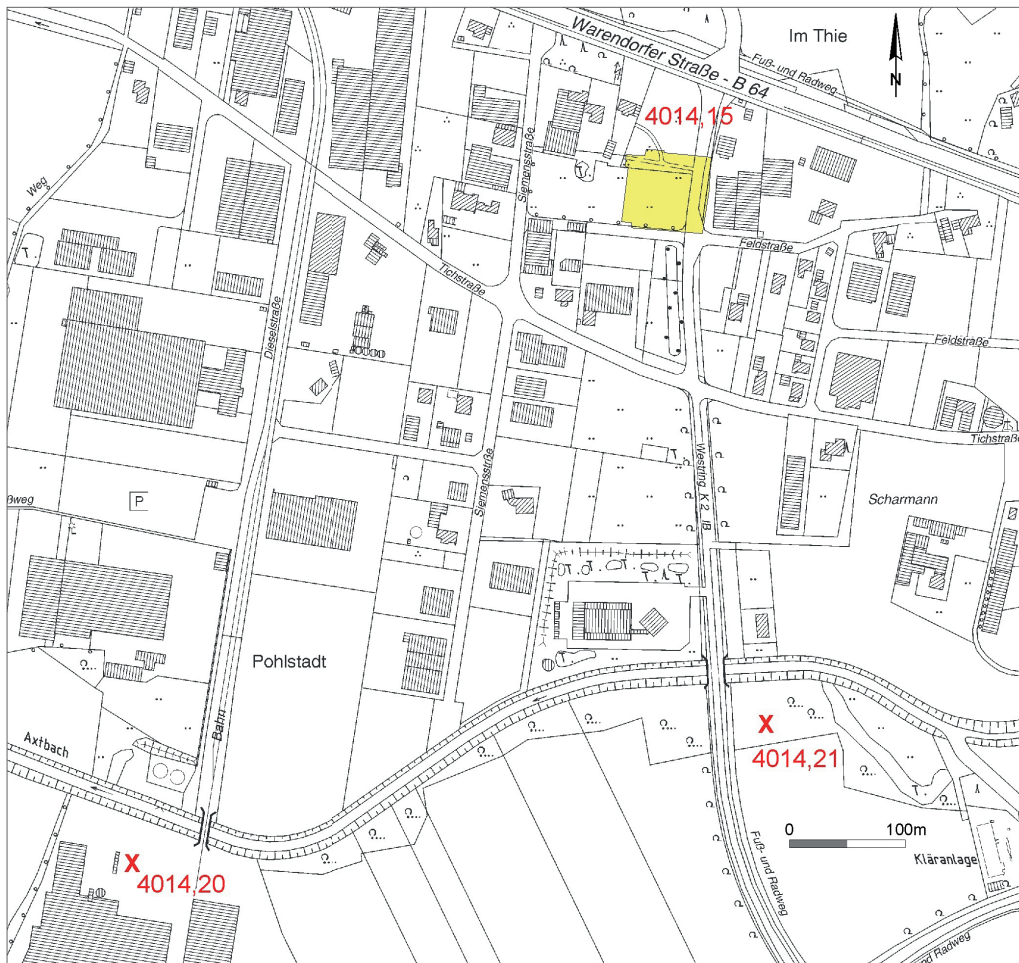 Im Thie
Warendorfer Straße - B 64
Fuß- und Radweg
N
4014,15
Weg
Siemensstraße
Tichstraße
Feldstraße
Dieselstraße
Feldstraße
Tichstraße
Siemensstraße
Westring K 2
ßweg
P
Scharmann
Pohlstadt
Bahn
Axtbach
X
4014,21
0 100m
Kläranlage
X
4014,20
Fuß- und Radweg
und Radweg